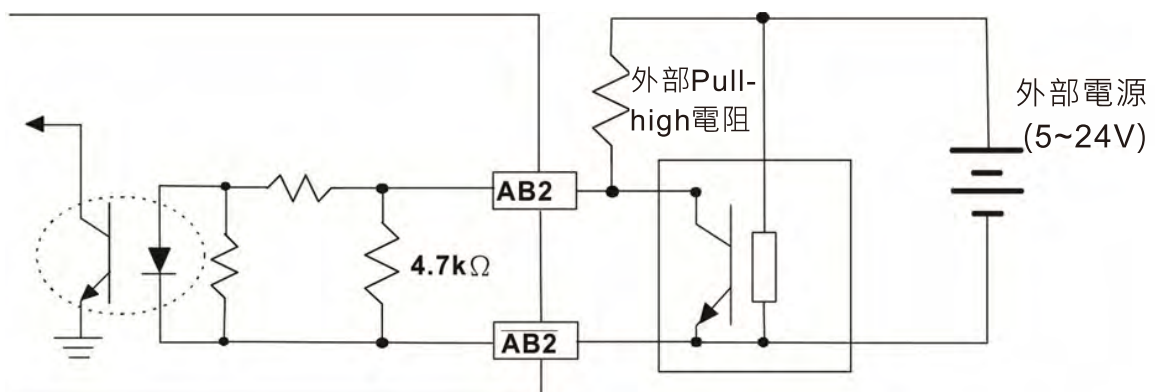 外部Pull-
high電阻
外部電源
(5~24V)
AB2
4.7kΩ
A̅B̅2̅